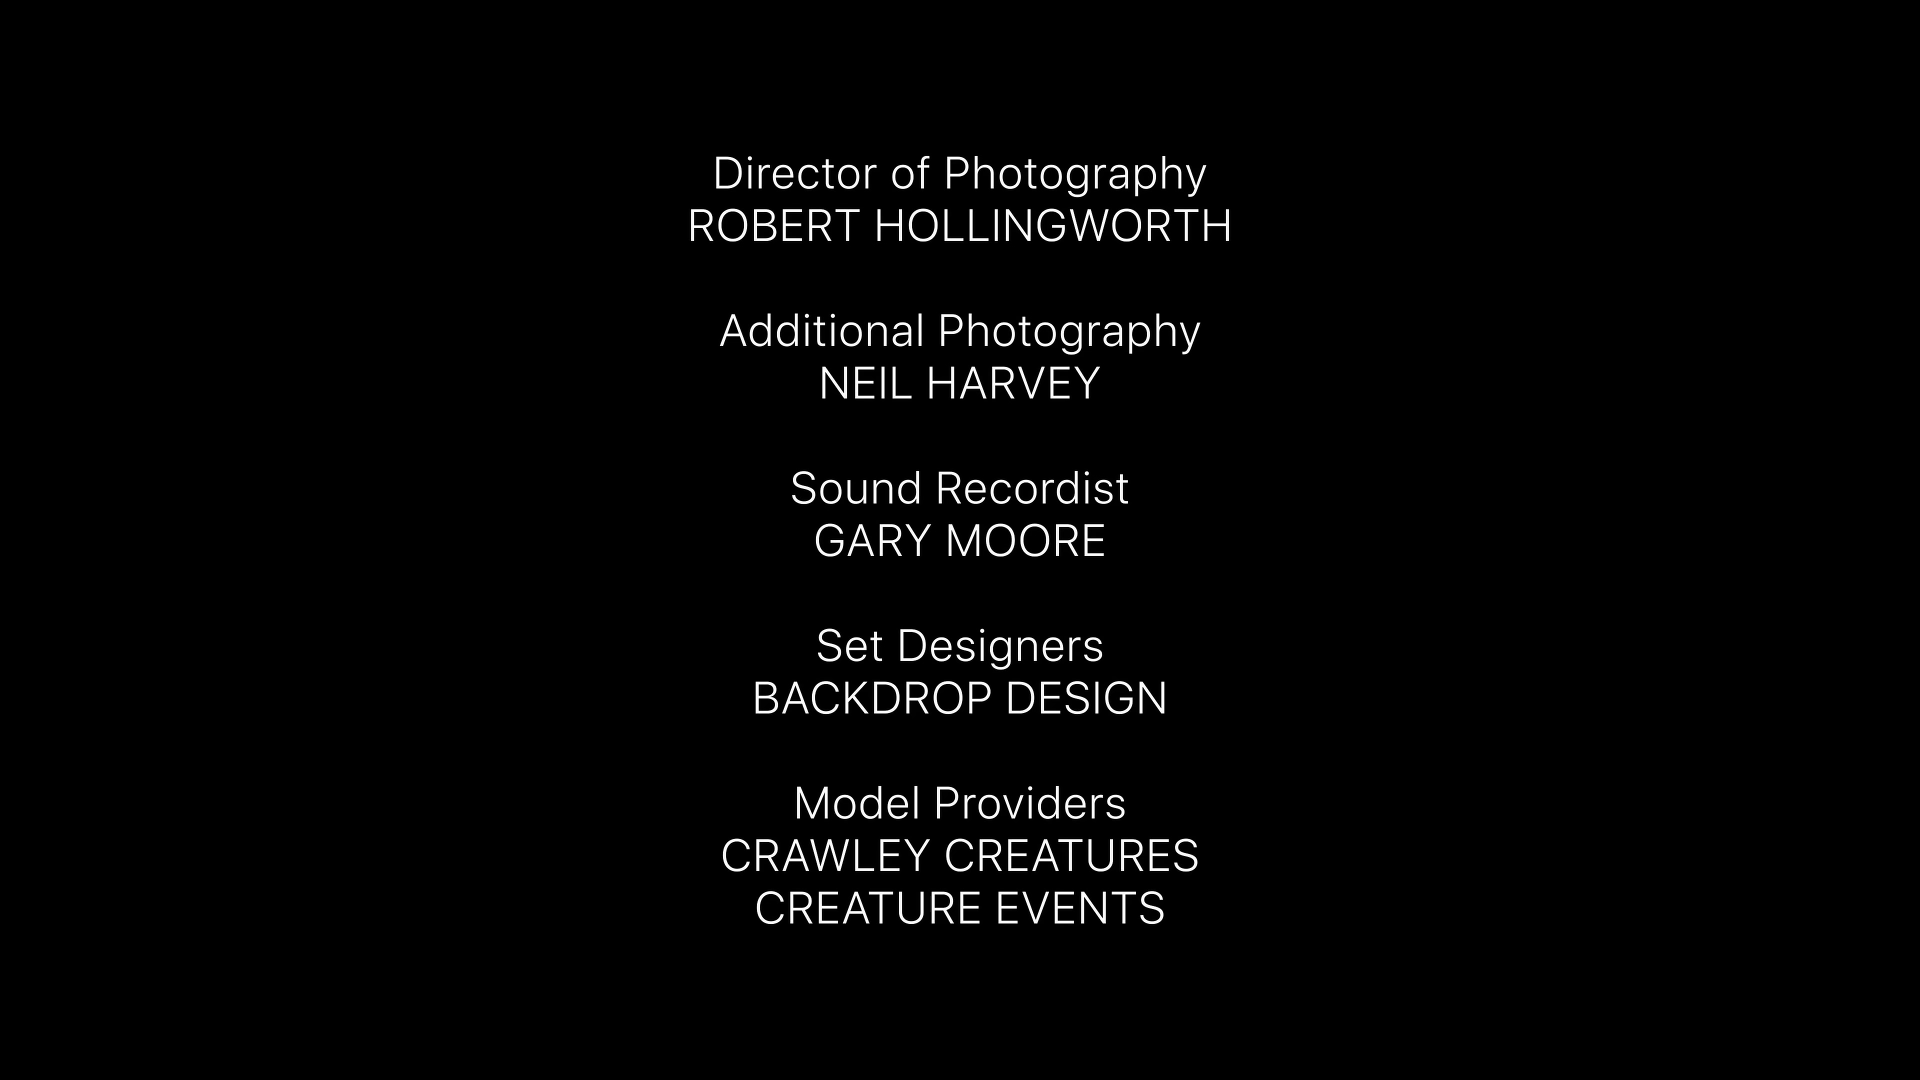 Director of Photography
ROBERT HOLLINGWORTH
Additional Photography
NEIL HARVEY
Sound Recordist
GARY MOORE
Set Designers
BACKDROP DESIGN
Model Providers
CRAWLEY CREATURES
CREATURE EVENTS